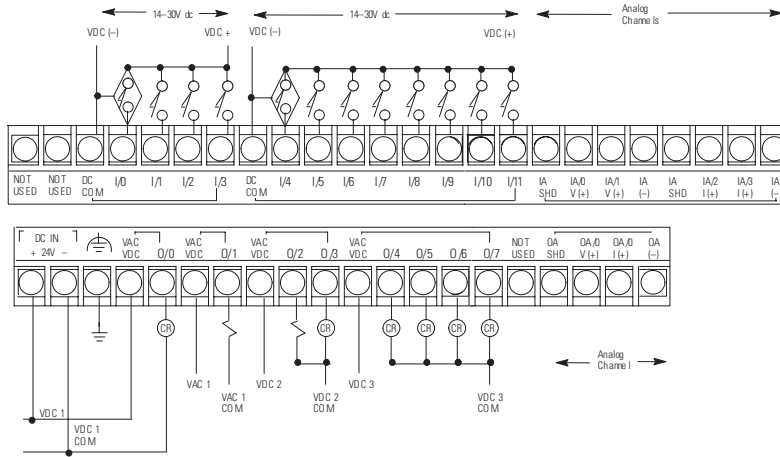 14–30V dc
14–30V dc
Analog
Channels
VDC (–)
VDC +
VDC (–)
VDC (+)
NOT
USED
NOT
USED
DC
COM
I/0
I/1
I/2
I/3
DC
COM
I/4
I/5
I/6
I/7
I/8
I/9
I/10
I/11
IA
SHD
IA/0
V (+)
IA/1
V (+)
IA
(–)
IA
SHD
IA/2
I (+)
IA/3
I (+)
IA
(–
DC IN
+ 24V –
VAC
VDC
O/0
VAC
VDC
O/1
VAC
VDC
O/2
O/3
VAC
VDC
O/4
O/5
O/6
O/7
NOT
USED
OA
SHD
OA/0
V (+)
OA/0
I (+)
OA
(–)
CR
CR
CR
CR
CR
CR
Analog
Channel
VAC 1
VAC 1
COM
VDC 2
VDC 2
COM
VDC 3
VDC 3
COM
VDC 1
VDC 1
COM